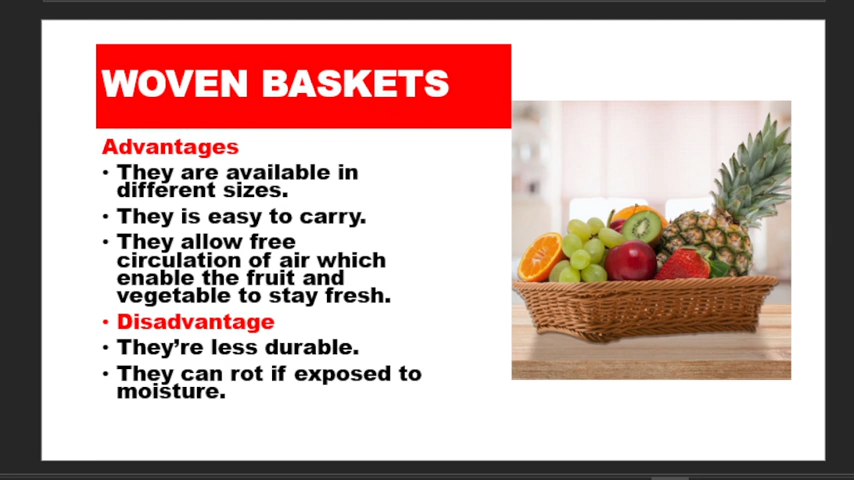 WOVEN BASKETS
Advantages
• They are available in
different sizes.
• They is easy to carry.
• They allow free
circulation of air which
enable the fruit and
vegetable to stay fresh.
• Disadvantage
• They’re less durable.
• They can rot if exposed to
moisture.